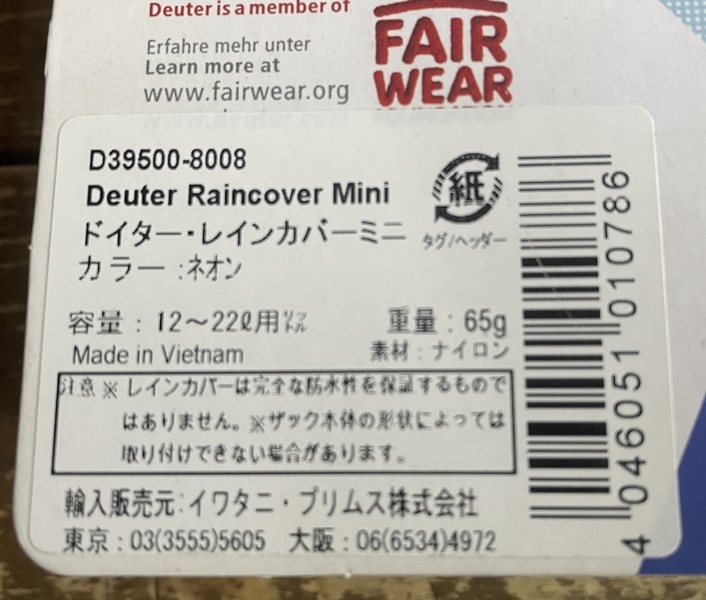 Deuter is a member of
Erfahre mehr unter
Learn more at
www.fairwear.org
FAIR
WEAR
D39500-8008
Deuter Raincover Mini
ドイター・レインカバーミニ
カラー :ネオン
紙
タグ/ヘッダー
容量 : 12～22ℓ用
重量 : 65g
Made in Vietnam
素材 : ナイロン
注意 ※ レインカバーは完全な防水性を保証するもので
はありません。※ザック本体の形状によっては
取り付けできない場合があります。
輸入販売元:イワタニ・プリムス株式会社
東京 : 03(3555)5605 大阪 : 06(6534)4972
4 046051 010786